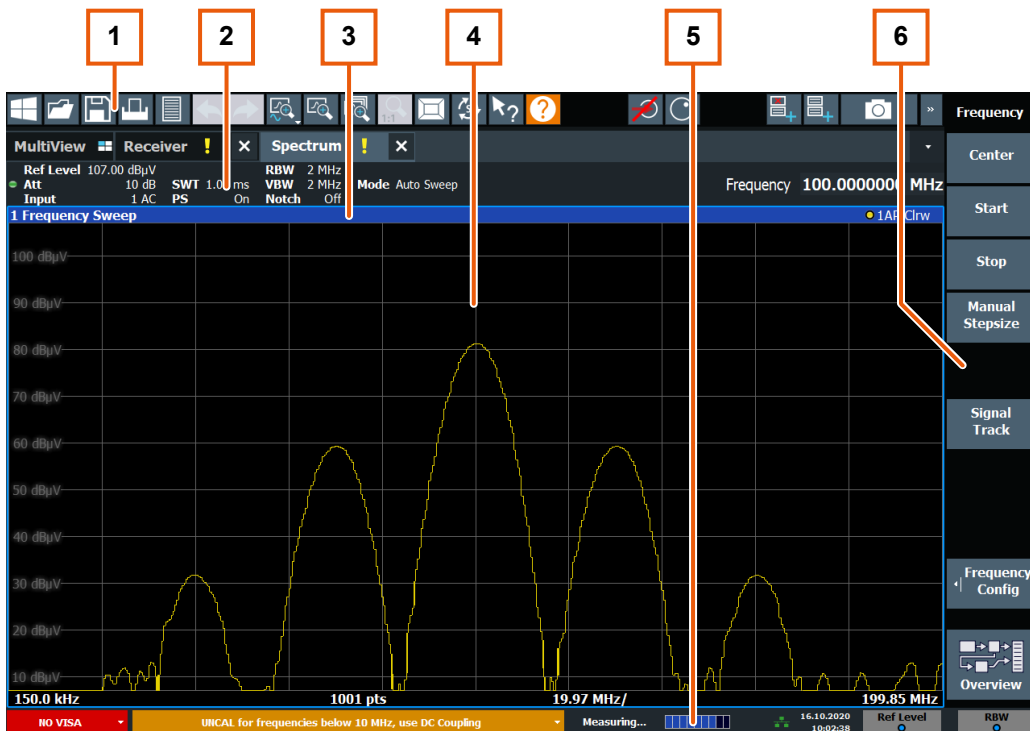 1 2 3 4 5 6
1:1
Frequency
MultiView Receiver ! × Spectrum ! ×
Ref Level 107.00 dBµV RBW 2 MHz
Att 10 dB SWT ms VBW 2 MHz Mode Auto Sweep
Input 1 AC PS On Notch Off
Frequency 100.0000000 MHz
1 Frequency Sweep 1AP Clrw
100 dBµV
90 dBµV
80 dBµV
70 dBµV
60 dBµV
50 dBµV
40 dBµV
30 dBµV
20 dBµV
10 dBµV
150.0 kHz 1001 pts 19.97 MHz/ 199.85 MHz
NO VISA UNCAL for frequencies below 10 MHz, use DC Coupling Measuring... 16.10.2020
10:02:38
Ref Level RBW
Center
Start
Stop
Manual
Stepsize
Signal
Track
Frequency
Config
Overview